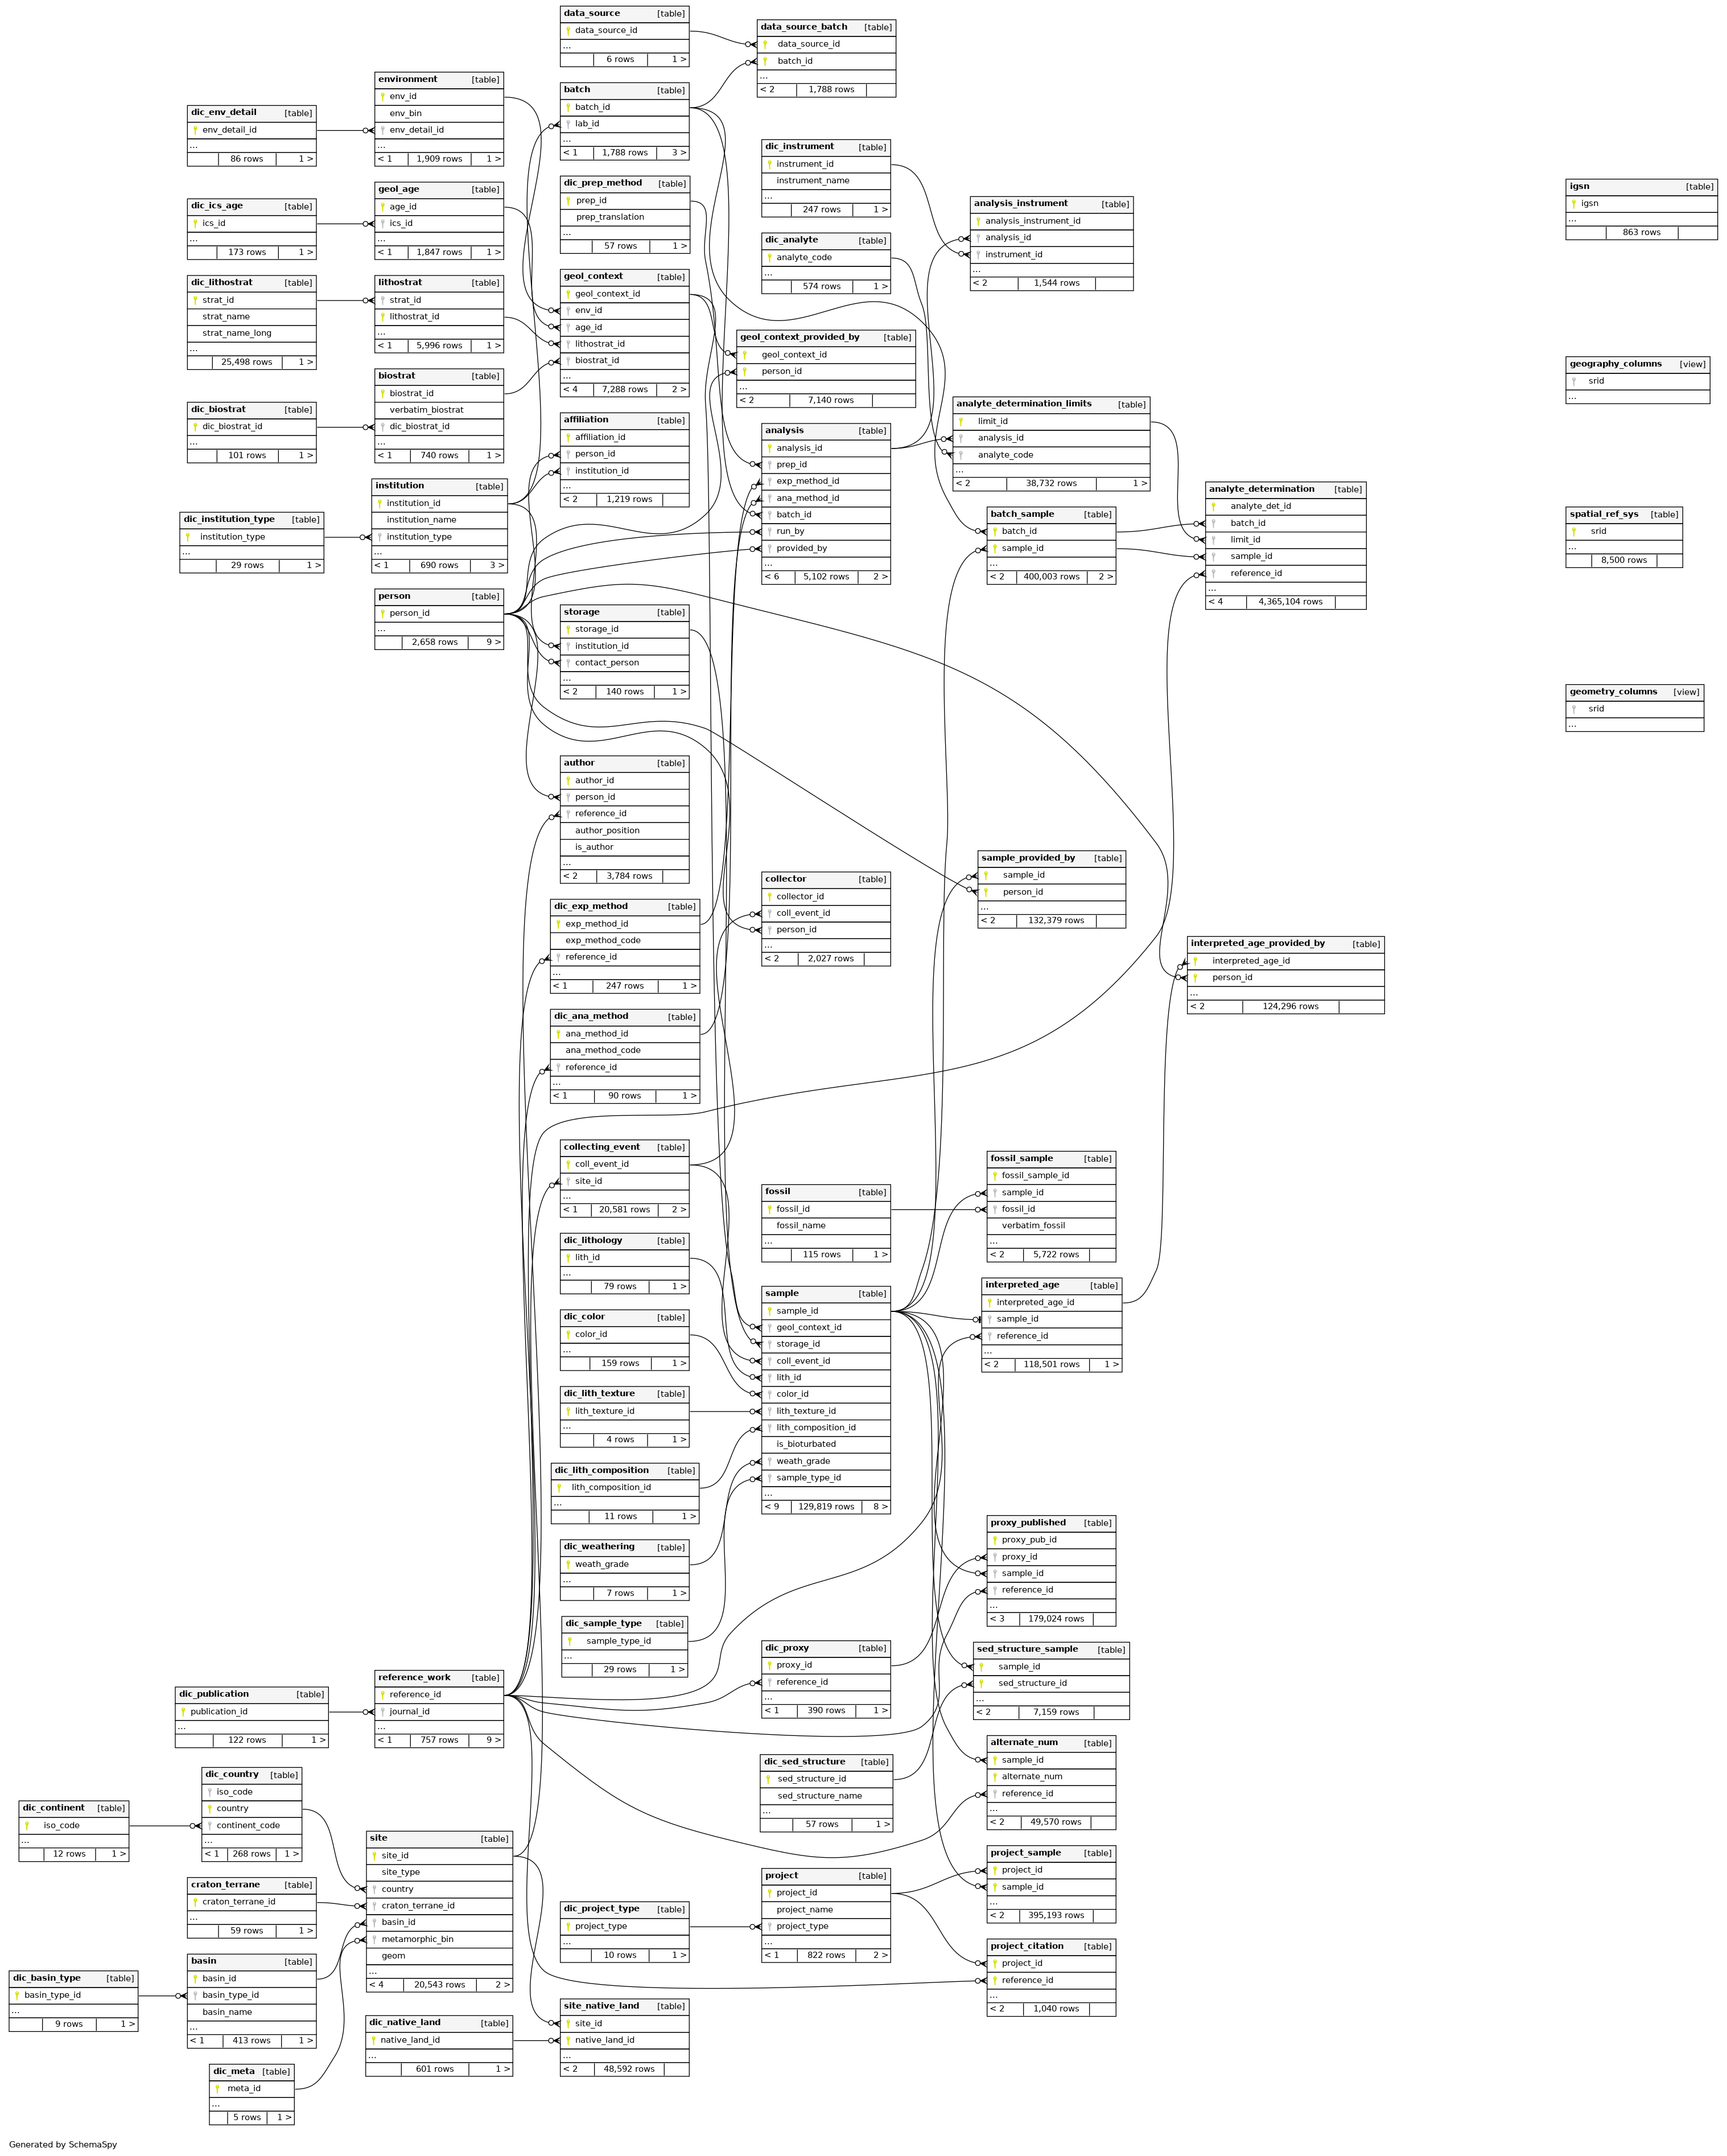 data_source [table]
data_source_id
...
6 rows 1 >
data_source_batch [table]
data_source_id
batch_id
...
< 2 1,788 rows
environment [table]
env_id
env_bin
env_detail_id
...
< 1 1,909 rows 1 >
batch [table]
batch_id
lab_id
...
< 1 1,788 rows 3 >
dic_env_detail [table]
env_detail_id
...
86 rows 1 >
dic_instrument [table]
instrument_id
instrument_name
...
247 rows 1 >
dic_prep_method [table]
prep_id
prep_translation
...
57 rows 1 >
igsn [table]
igsn
...
863 rows
geol_age [table]
age_id
ics_id
...
< 1 1,847 rows 1 >
dic_ics_age [table]
ics_id
...
173 rows 1 >
analysis_instrument [table]
analysis_instrument_id
analysis_id
instrument_id
...
< 2 1,544 rows
dic_analyte [table]
analyte_code
...
574 rows 1 >
geol_context [table]
geol_context_id
env_id
age_id
lithostrat_id
biostrat_id
...
< 4 7,288 rows 2 >
dic_lithostrat [table]
strat_id
strat_name
strat_name_long
...
25,498 rows 1 >
lithostrat [table]
strat_id
lithostrat_id
...
< 1 5,996 rows 1 >
geol_context_provided_by [table]
geol_context_id
person_id
...
< 2 7,140 rows
geography_columns [view]
srid
...
biostrat [table]
biostrat_id
verbatim_biostrat
dic_biostrat_id
...
< 1 740 rows 1 >
dic_biostrat [table]
dic_biostrat_id
...
101 rows 1 >
affiliation [table]
affiliation_id
person_id
institution_id
...
< 2 1,219 rows
analyte_determination_limits [table]
limit_id
analysis_id
analyte_code
...
< 2 38,732 rows 1 >
analysis [table]
analysis_id
prep_id
exp_method_id
ana_method_id
batch_id
run_by
provided_by
...
< 6 5,102 rows 2 >
institution [table]
institution_id
institution_name
institution_type
...
< 1 690 rows 3 >
analyte_determination [table]
analyte_det_id
batch_id
limit_id
sample_id
reference_id
...
< 4 4,365,104 rows
dic_institution_type [table]
institution_type
...
29 rows 1 >
batch_sample [table]
batch_id
sample_id
...
< 2 400,003 rows 2 >
spatial_ref_sys [table]
srid
...
8,500 rows
person [table]
person_id
...
2,658 rows 9 >
storage [table]
storage_id
institution_id
contact_person
...
< 2 140 rows 1 >
geometry_columns [view]
srid
...
author [table]
author_id
person_id
reference_id
author_position
is_author
...
< 2 3,784 rows
sample_provided_by [table]
sample_id
person_id
...
< 2 132,379 rows
collector [table]
collector_id
coll_event_id
person_id
...
< 2 2,027 rows
dic_exp_method [table]
exp_method_id
exp_method_code
reference_id
...
< 1 247 rows 1 >
interpreted_age_provided_by [table]
interpreted_age_id
person_id
...
< 2 124,296 rows
dic_ana_method [table]
ana_method_id
ana_method_code
reference_id
...
< 1 90 rows 1 >
collecting_event [table]
coll_event_id
site_id
...
< 1 20,581 rows 2 >
fossil_sample [table]
fossil_sample_id
sample_id
fossil_id
verbatim_fossil
...
< 2 5,722 rows
fossil [table]
fossil_id
fossil_name
...
115 rows 1 >
dic_lithology [table]
lith_id
...
79 rows 1 >
interpreted_age [table]
interpreted_age_id
sample_id
reference_id
...
< 2 118,501 rows 1 >
sample [table]
sample_id
geol_context_id
storage_id
coll_event_id
lith_id
color_id
lith_texture_id
lith_composition_id
is_bioturbated
weath_grade
sample_type_id
...
< 9 129,819 rows 8 >
dic_color [table]
color_id
...
159 rows 1 >
dic_lith_texture [table]
lith_texture_id
...
4 rows 1 >
dic_lith_composition [table]
lith_composition_id
...
11 rows 1 >
proxy_published [table]
proxy_pub_id
proxy_id
sample_id
reference_id
...
< 3 179,024 rows
dic_weathering [table]
weath_grade
...
7 rows 1 >
dic_sample_type [table]
sample_type_id
...
29 rows 1 >
dic_proxy [table]
proxy_id
reference_id
...
< 1 390 rows 1 >
sed_structure_sample [table]
sample_id
sed_structure_id
...
< 2 7,159 rows
reference_work [table]
reference_id
journal_id
...
< 1 757 rows 9 >
dic_publication [table]
publication_id
...
122 rows 1 >
alternate_num [table]
sample_id
alternate_num
reference_id
...
< 2 49,570 rows
dic_sed_structure [table]
sed_structure_id
sed_structure_name
...
57 rows 1 >
dic_country [table]
iso_code
country
continent_code
...
< 1 268 rows 1 >
dic_continent [table]
iso_code
...
12 rows 1 >
site [table]
site_id
site_type
country
craton_terrane_id
basin_id
metamorphic_bin
geom
...
< 4 20,543 rows 2 >
project_sample [table]
project_id
sample_id
...
< 2 395,193 rows
project [table]
project_id
project_name
project_type
...
< 1 822 rows 2 >
craton_terrane [table]
craton_terrane_id
...
59 rows 1 >
dic_project_type [table]
project_type
...
10 rows 1 >
project_citation [table]
project_id
reference_id
...
< 2 1,040 rows
basin [table]
basin_id
basin_type_id
basin_name
...
< 1 413 rows 1 >
dic_basin_type [table]
basin_type_id
...
9 rows 1 >
site_native_land [table]
site_id
native_land_id
...
< 2 48,592 rows
dic_native_land [table]
native_land_id
...
601 rows 1 >
dic_meta [table]
meta_id
...
5 rows 1 >
Generated by SchemaSpy